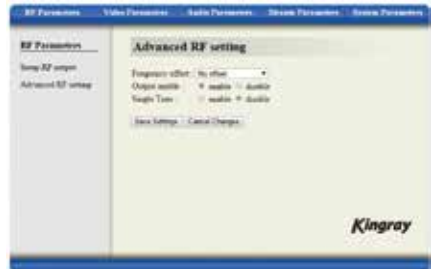 RF Parameters Video Parameters Audio Parameters Stream Parameters System Parameters
RF Parameters
Setup RF output
Advanced RF setting
Advanced RF setting
Frequency offset: No offset
Output enable enable disable
Single Tone: enable disable
Save Settings Cancel Changes
Kingray